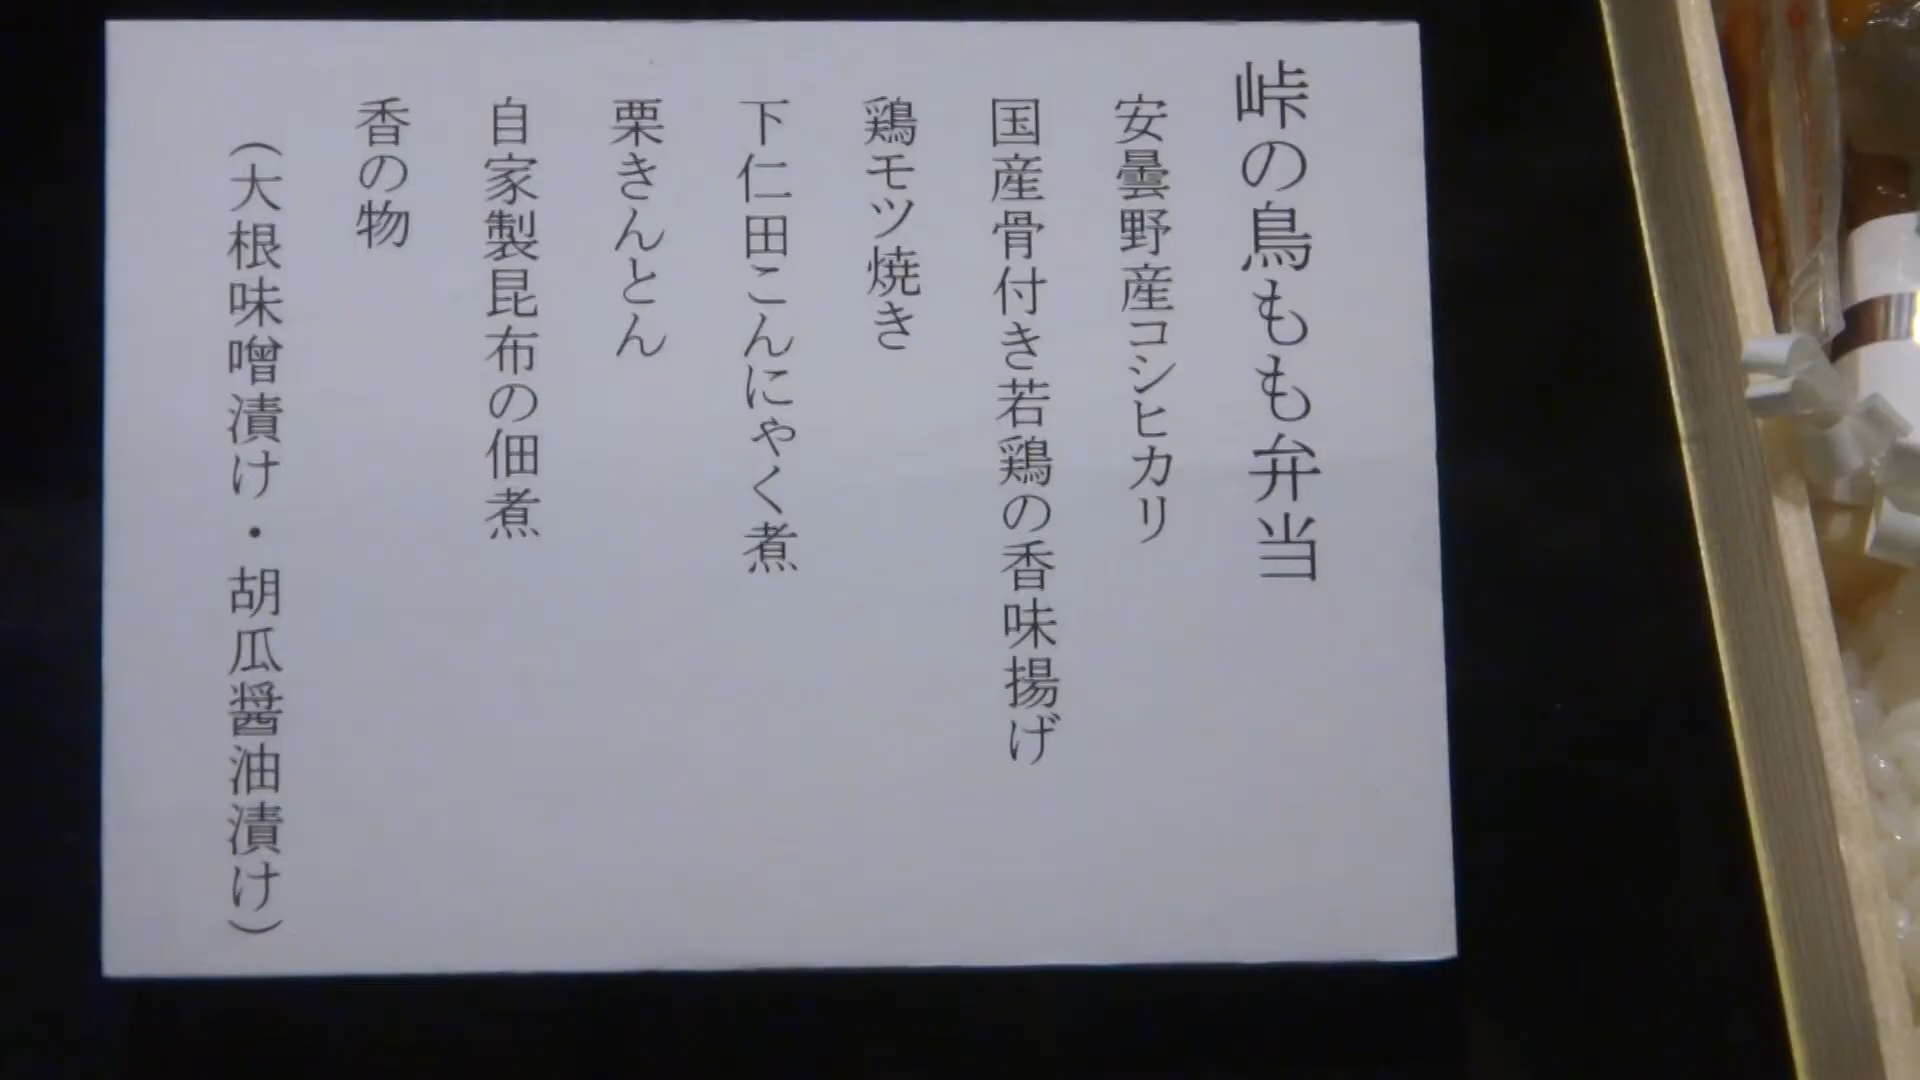 峠の鳥もも弁当
安曇野産コシヒカリ
国産骨付き若鶏の香味揚げ
鶏モツ焼き
下仁田こんにゃく煮
栗きんとん
自家製昆布の佃煮
香の物
（大根味噌漬け・胡瓜醤油漬け）